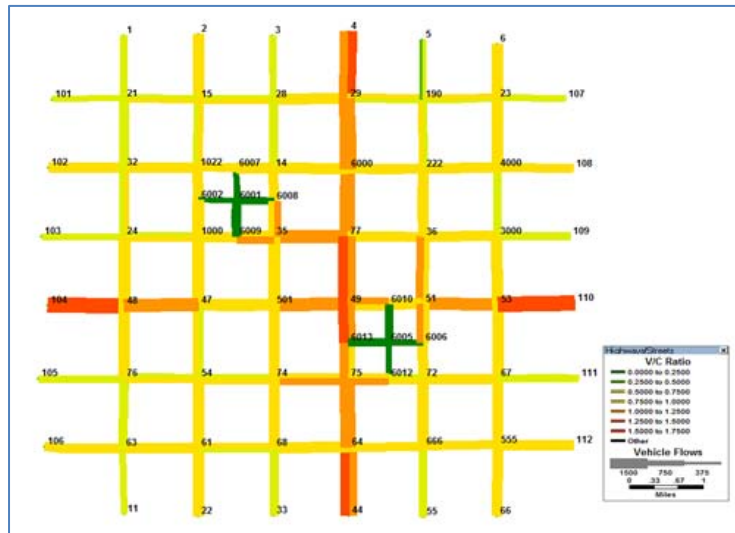 1 2 3 4 5 6
101 21 15 28 29 190 23 107
102 32 1022 6007 14 6000 222 4000 108
6002 6001 6008
103 24 1000 6009 35 77 36 3000 109
104 48 47 501 49 6010 51 53 110
6013 6005 6006
105 76 54 74 75 6012 72 67 111
106 63 61 68 64 666 555 112
11 22 33 44 55 66
Highways/Streets
V/C Ratio
0.0000 to 0.2500
0.2500 to 0.5000
0.5000 to 0.7500
0.7500 to 1.0000
1.0000 to 1.2500
1.2500 to 1.5000
1.5000 to 1.7500
Other
Vehicle Flows
1500 750 375
0 .33 .67 1
Miles